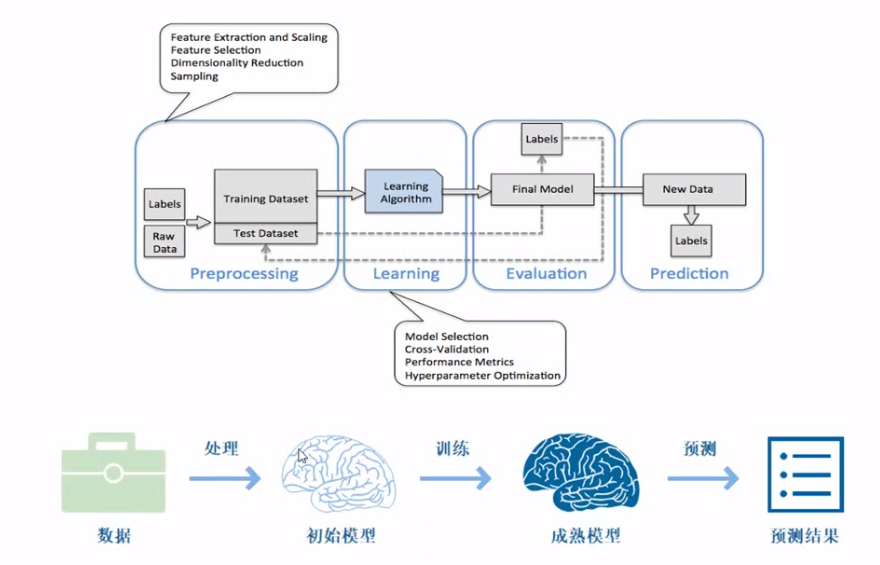 Feature Extraction and Scaling
Feature Selection
Dimensionality Reduction
Sampling
Labels
Raw
Data
Training Dataset
Test Dataset
Preprocessing
Learning
Algorithm
Learning
Labels
Final Model
Evaluation
New Data
Labels
Prediction
Model Selection
Cross-Validation
Performance Metrics
Hyperparameter Optimization
处理
训练
预测
数据
初始模型
成熟模型
预测结果